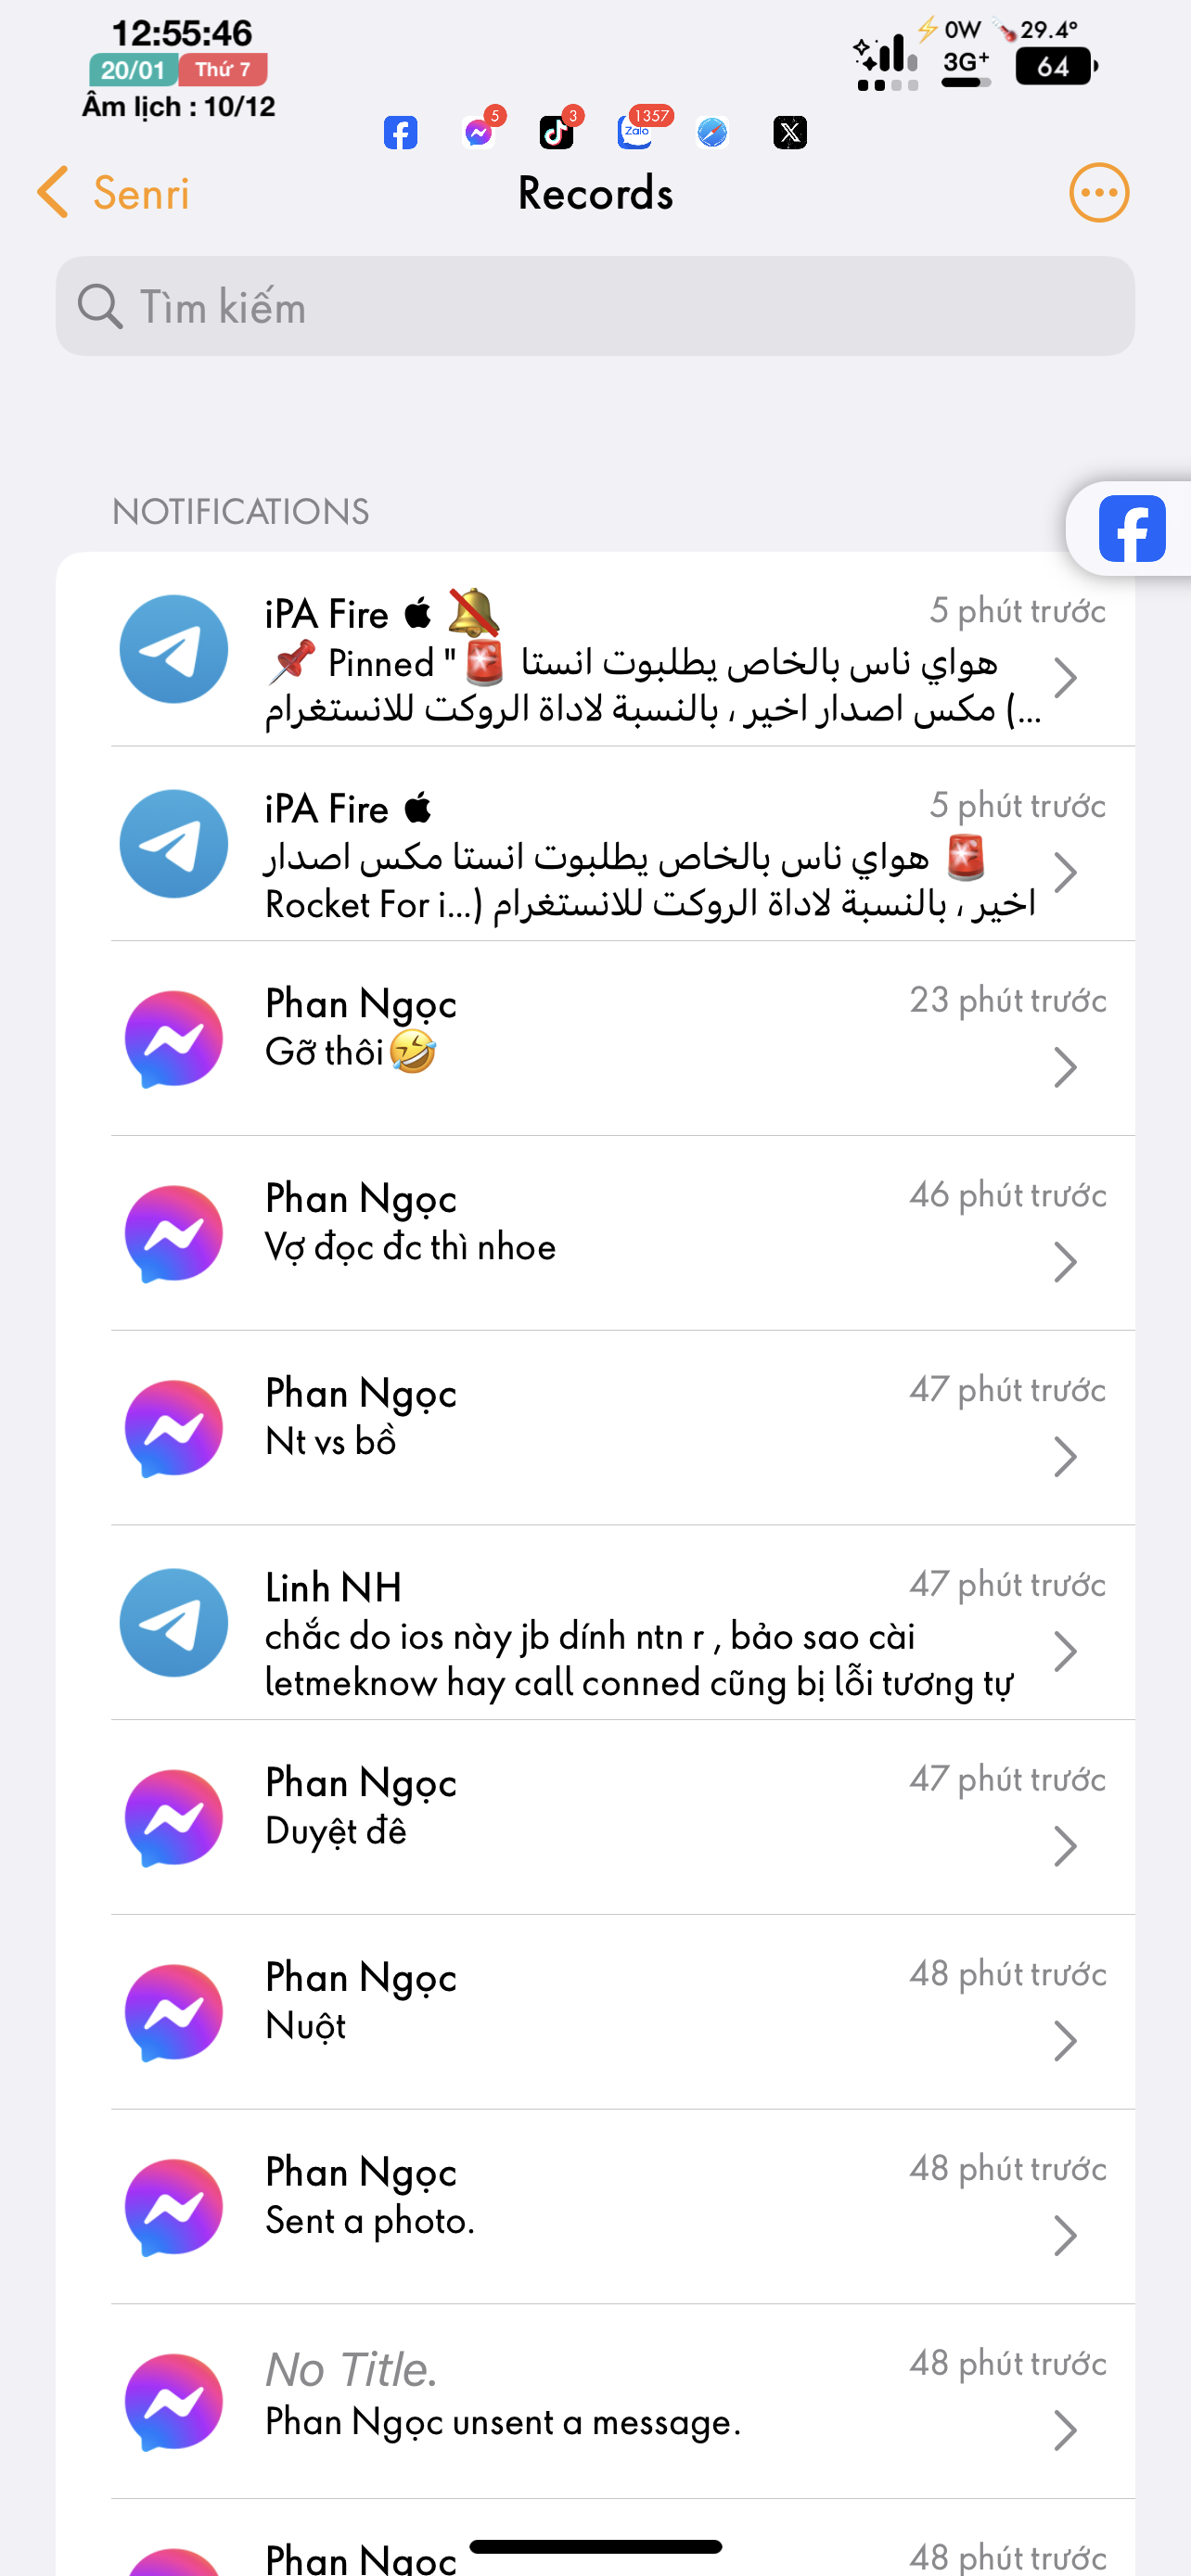 12:55:46
20/01 Thứ 7
Âm lịch : 10/12
⚡0W 🌡️29.4°
3G+ 64
5 3 1357
Zalo
Senri
Records
Tìm kiếm
NOTIFICATIONS
iPA Fire  🔕
5 phút trước
📌 Pinned "🚨 هواي ناس بالخاص يطلبوت انستا
مكس اصدار اخير ، بالنسبة لاداة الروكت للانستغرام (...
iPA Fire 
5 phút trước
🚨 هواي ناس بالخاص يطلبوت انستا مكس اصدار
اخير ، بالنسبة لاداة الروكت للانستغرام (Rocket For i...
Phan Ngọc
23 phút trước
Gỡ thôi🤣
Phan Ngọc
46 phút trước
Vợ đọc đc thì nhoe
Phan Ngọc
47 phút trước
Nt vs bồ
Linh NH
47 phút trước
chắc do ios này jb dính ntn r , bảo sao cài
letmeknow hay call conned cũng bị lỗi tương tự
Phan Ngọc
47 phút trước
Duyệt đê
Phan Ngọc
48 phút trước
Nuột
Phan Ngọc
48 phút trước
Sent a photo.
No Title.
48 phút trước
Phan Ngọc unsent a message.
Phan Ngọc
48 phút trước